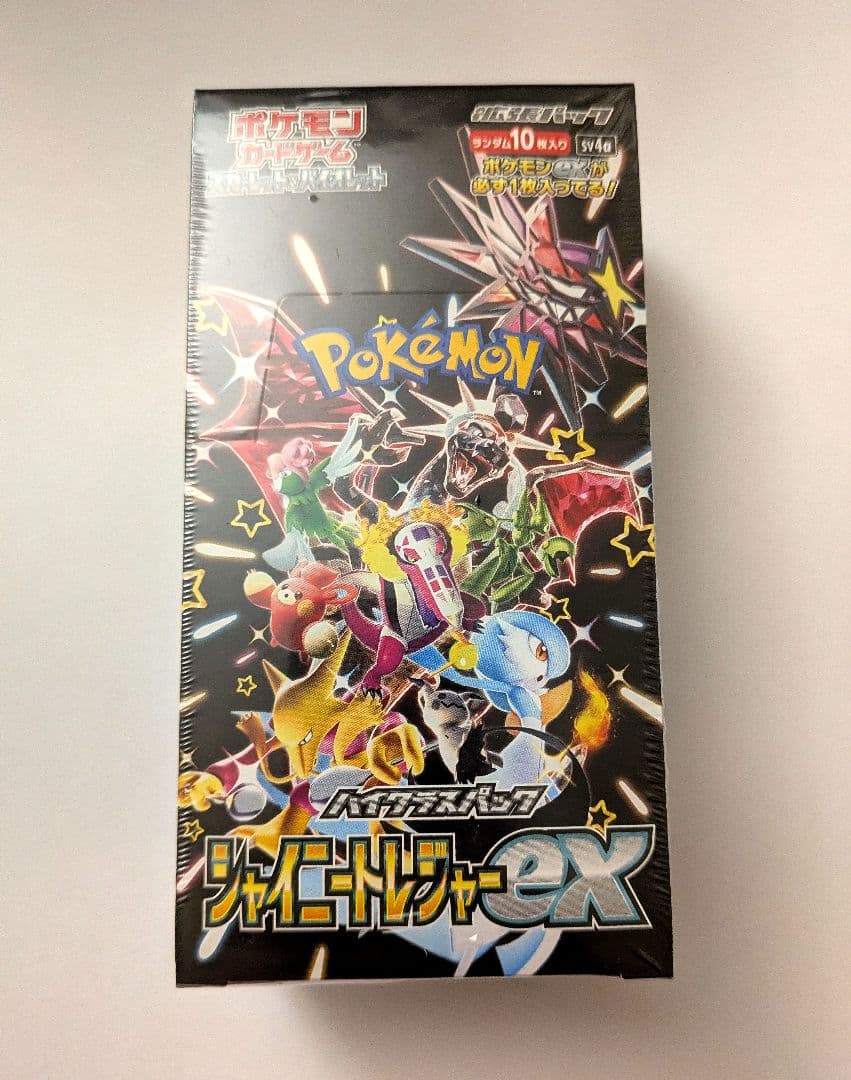 ポケモン
カードゲーム
スカーレット&バイオレット
拡張パック
ランダム10枚入り
SV4a
ポケモンexが
必ず1枚入ってる!
POKéMON
TM
ハイクラスパック
シャイニートレジャーex